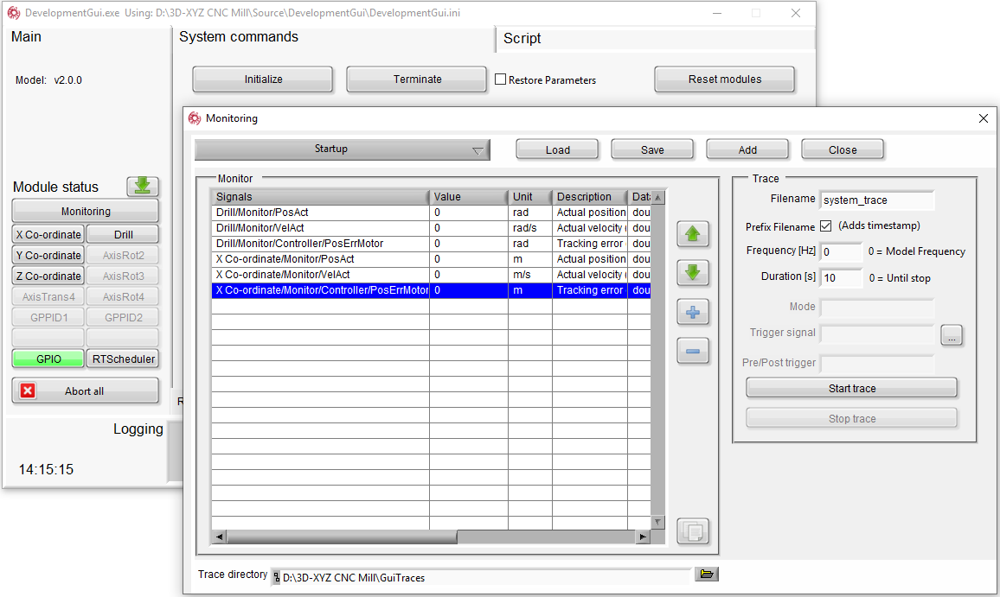 DevelopmentGui.exe Using: D:\3D-XYZ CNC Mill\Source\DevelopmentGui\DevelopmentGui.ini
Main
System commands
Script
Model: v2.0.0
Initialize
Terminate
Restore Parameters
Reset modules
Module status
Monitoring
X Co-ordinate Drill
Y Co-ordinate AxisRot2
Z Co-ordinate AxisRot3
AxisTrans4 AxisRot4
GPPID1 GPPID2
GPIO RTScheduler
Abort all
R
Logging
14:15:15
Monitoring
Startup
Load
Save
Add
Close
Monitor
Signals Value Unit Description Data
Drill/Monitor/PosAct 0 rad Actual position dou
Drill/Monitor/VelAct 0 rad/s Actual velocity ( dou
Drill/Monitor/Controller/PosErrMotor 0 rad Tracking error dou
X Co-ordinate/Monitor/PosAct 0 m Actual position dou
X Co-ordinate/Monitor/VelAct 0 m/s Actual velocity ( dou
X Co-ordinate/Monitor/Controller/PosErrMotor 0 m Tracking error dou
Trace
Filename system_trace
Prefix Filename (Adds timestamp)
Frequency [Hz] 0 0 = Model Frequency
Duration [s] 10 0 = Until stop
Mode
Trigger signal ...
Pre/Post trigger
Start trace
Stop trace
Trace directory D:\3D-XYZ CNC Mill\GuiTraces